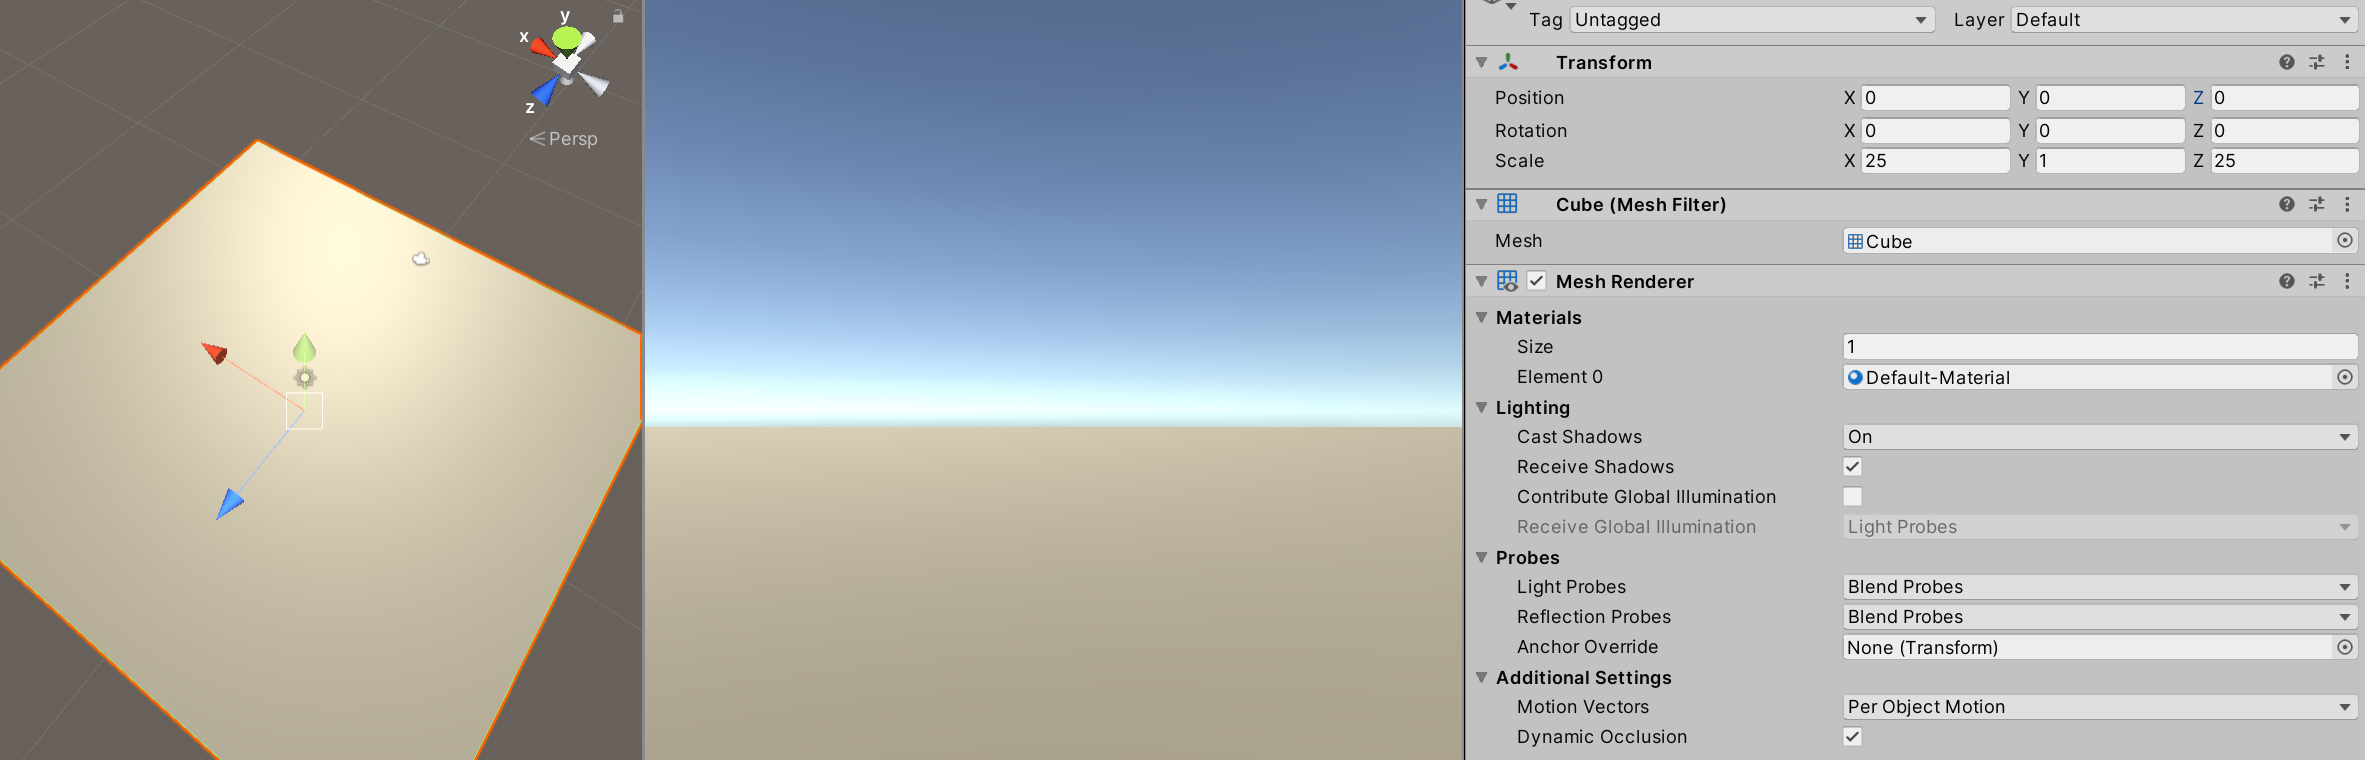 y
x
z
Persp
Tag Untagged Layer Default
Transform
Position X 0 Y 0 Z 0
Rotation X 0 Y 0 Z 0
Scale X 25 Y 1 Z 25
Cube (Mesh Filter)
Mesh Cube
Mesh Renderer
Materials
Size 1
Element 0 Default-Material
Lighting
Cast Shadows On
Receive Shadows
Contribute Global Illumination
Receive Global Illumination Light Probes
Probes
Light Probes Blend Probes
Reflection Probes Blend Probes
Anchor Override None (Transform)
Additional Settings
Motion Vectors Per Object Motion
Dynamic Occlusion